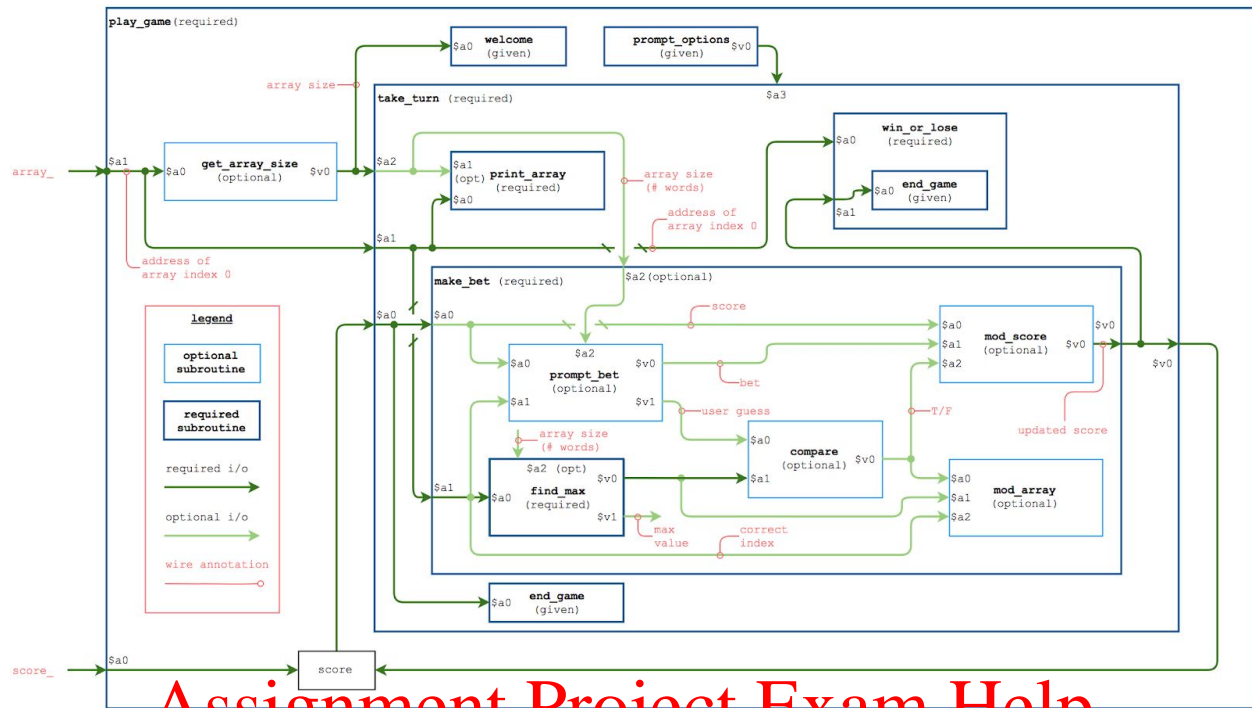 play_game(required)
welcome
$a0
(given)
prompt_options
(given)
$v0
array size
$a3
take_turn (required)
win_or_lose
(required)
$a0
end_game
$a0
(given)
$a1
array_
$a1
get_array_size
$a0
(optional)
$v0
$a2
$a1
(opt)
print_array
(required)
$a0
array size
(# words)
address of
array index 0
$a1
address of
array index 0
make_bet (required)
$a2(optional)
legend
optional
subroutine
required
subroutine
required i/o
optional i/o
wire annotation
$a0
$a0
score
$a0
mod_score
$a1
(optional)
$v0
$a2
$v0
$v0
$a2
$a0
prompt_bet
$v0
(optional)
$a1
$v1
bet
user guess
T/F
updated score
array size
(# words)
$a0
compare
(optional)
$v0
$a1
$a1
$a2 (opt)
$v0
$a0
find_max
(required)
$v1
max
value
correct
index
$a0
$a1
mod_array
(optional)
$a2
end_game
$a0
(given)
score_
$a0
score
Assignment Project Exam Help